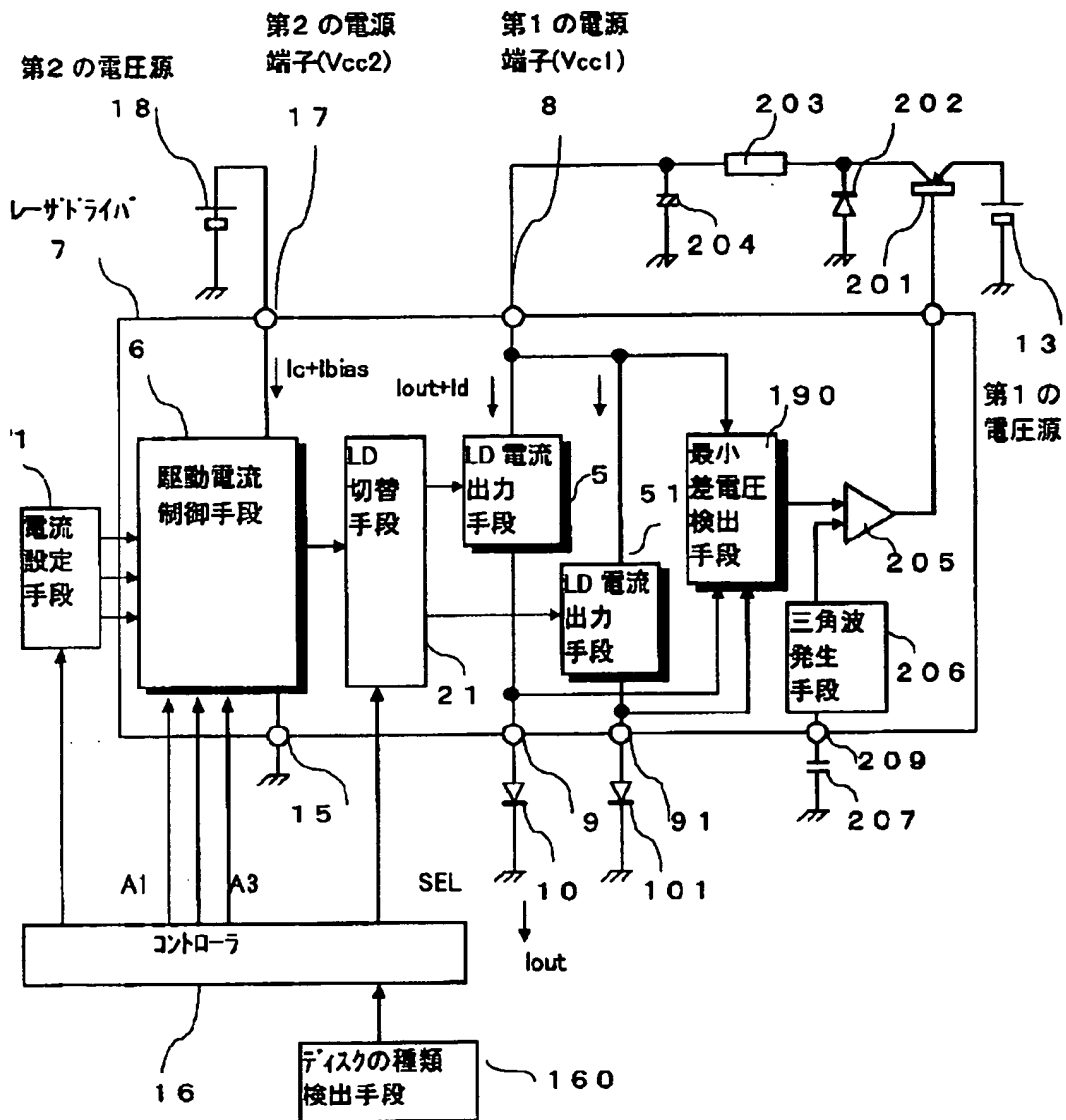 第2の電源
端子(Vcc2)
第1の電源
端子(Vcc1)
第2の電圧源
18
17
8
203
202
レーザドライバ
7
204
201
13
第1の
電圧源
6
Ic+Ibias
Iout+Id
190
1
電流
設定
手段
駆動電流
制御手段
LD
切替
手段
LD電流
出力
手段
5
51
LD電流
出力
手段
最小
差電圧
検出
手段
205
三角波
発生
手段
206
21
15
9
91
209
207
10
101
A1
A3
SEL
Iout
コントローラ
16
ディスクの種類
検出手段
160